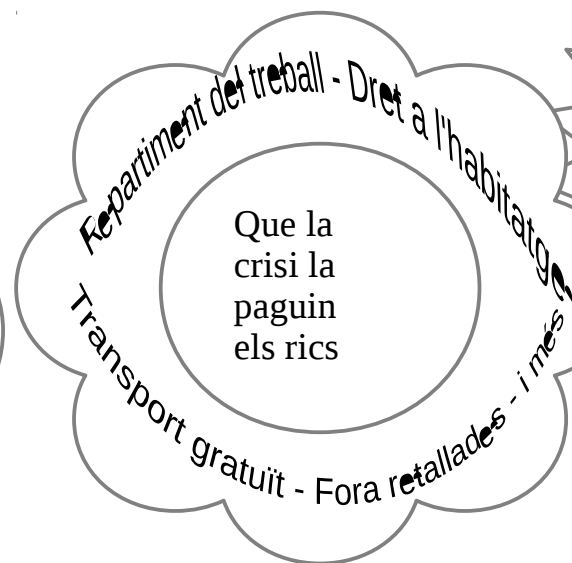 Repartiment del treball - Dret a l'habitatge-
Que la
crisi la
paguin
els rics
Transport gratuït - Fora retallades - i més